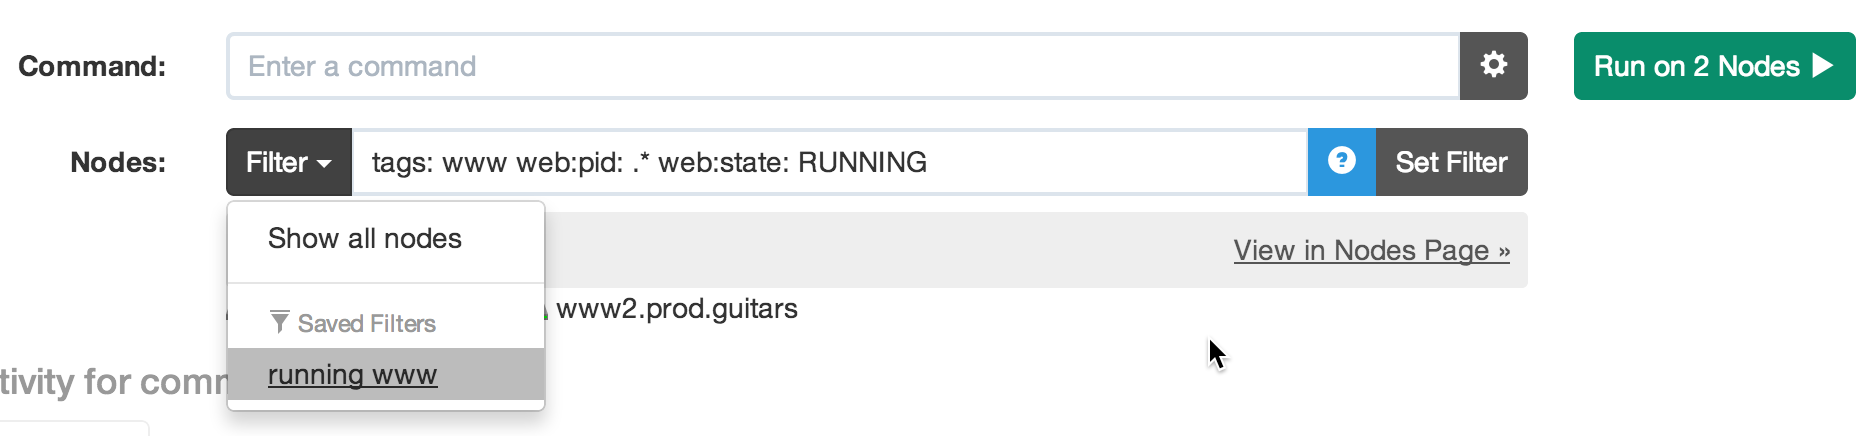 Command: Enter a command Run on 2 Nodes
Nodes: Filter tags: www web:pid: .* web:state: RUNNING ? Set Filter
Show all nodes
View in Nodes Page »
Saved Filters
www2.prod.guitars
running www
tivity for com